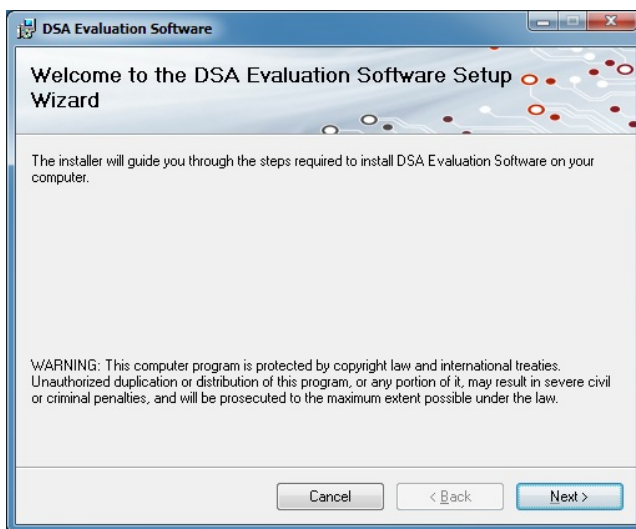 DSA Evaluation Software
Welcome to the DSA Evaluation Software Setup
Wizard
The installer will guide you through the steps required to install DSA Evaluation Software on your
computer.
WARNING: This computer program is protected by copyright law and international treaties.
Unauthorized duplication or distribution of this program, or any portion of it, may result in severe civil
or criminal penalties, and will be prosecuted to the maximum extent possible under the law.
Cancel
< Back
Next >